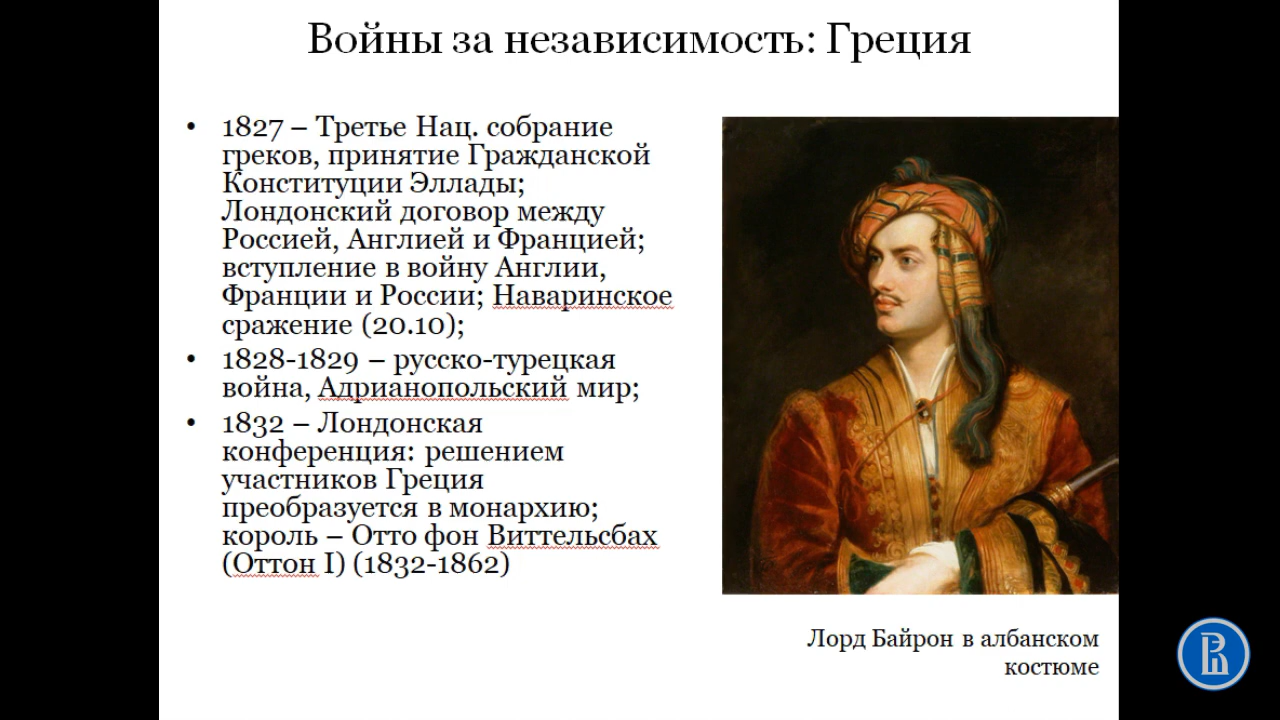 Войны за независимость: Греция
• 1827 – Третье Нац. собрание
греков, принятие Гражданской
Конституции Эллады;
Лондонский договор между
Россией, Англией и Францией;
вступление в войну Англии,
Франции и России; Наваринское
сражение (20.10);
• 1828-1829 – русско-турецкая
война, Адрианопольский мир;
• 1832 – Лондонская
конференция: решением
участников Греция
преобразуется в монархию;
король – Отто фон Виттельсбах
(Оттон I) (1832-1862)
Лорд Байрон в албанском
костюме